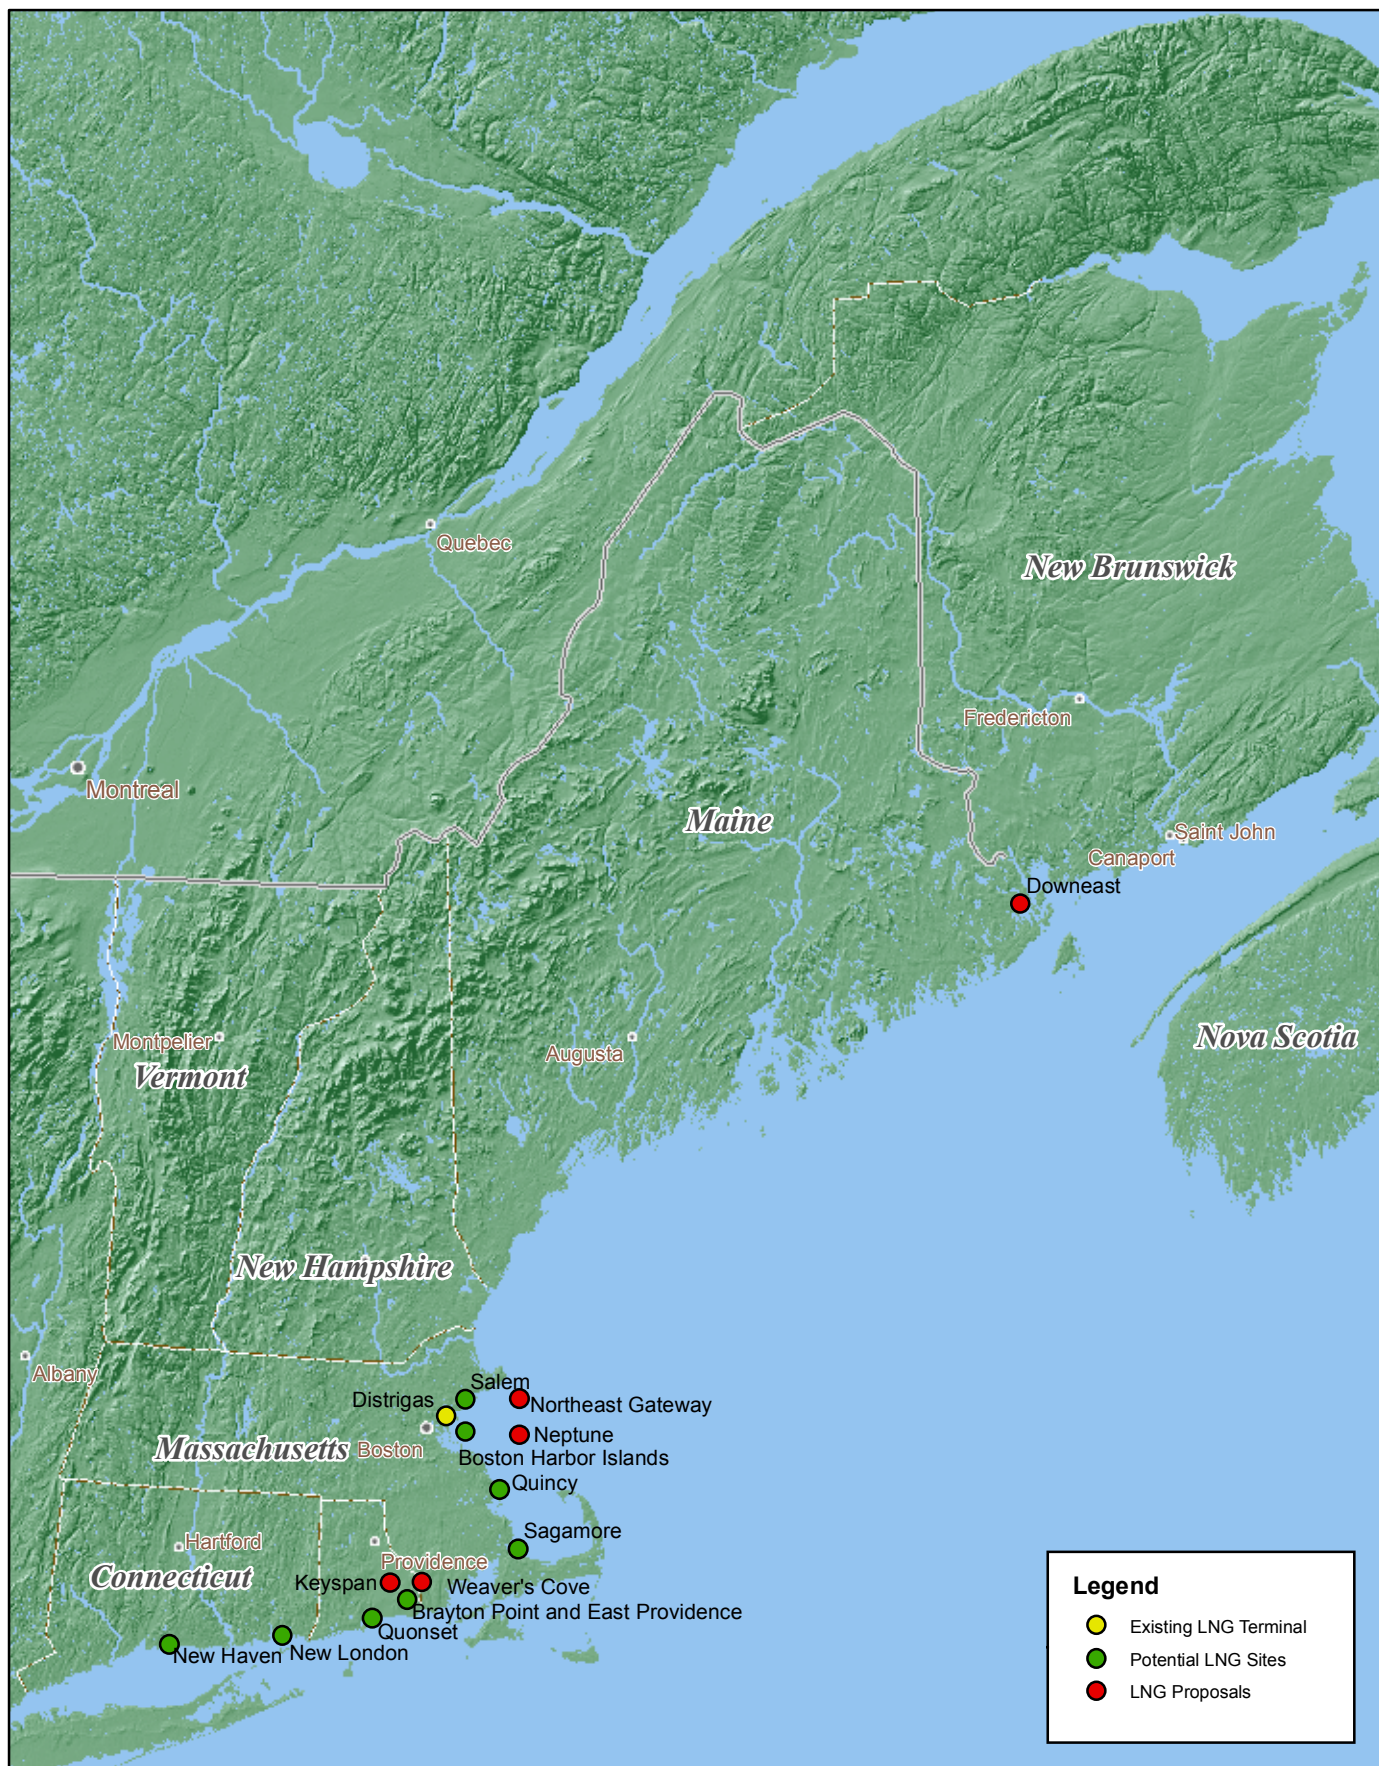 Quebec
New Brunswick
Fredericton
Montreal
Maine
Saint John
Canaport
Downeast
Montpelier
Vermont
Augusta
Nova Scotia
New Hampshire
Albany
Salem
Distrigas
Northeast Gateway
Neptune
Massachusetts
Boston
Boston Harbor Islands
Quincy
Sagamore
Hartford
Providence
Connecticut
Keyspan
Weaver's Cove
Brayton Point and East Providence
Quonset
New London
New Haven
Legend
Existing LNG Terminal
Potential LNG Sites
LNG Proposals